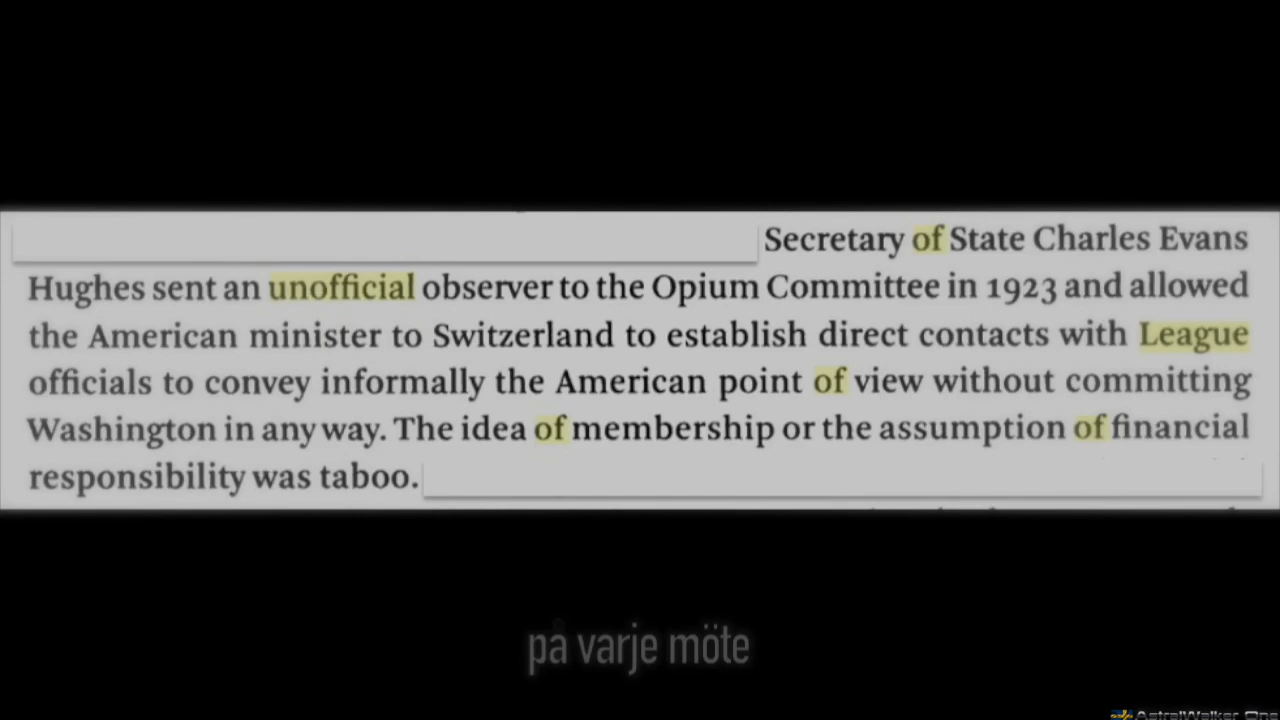 Secretary of State Charles Evans
Hughes sent an unofficial observer to the Opium Committee in 1923 and allowed
the American minister to Switzerland to establish direct contacts with League
officials to convey informally the American point of view without committing
Washington in any way. The idea of membership or the assumption of financial
responsibility was taboo.
på varje möte